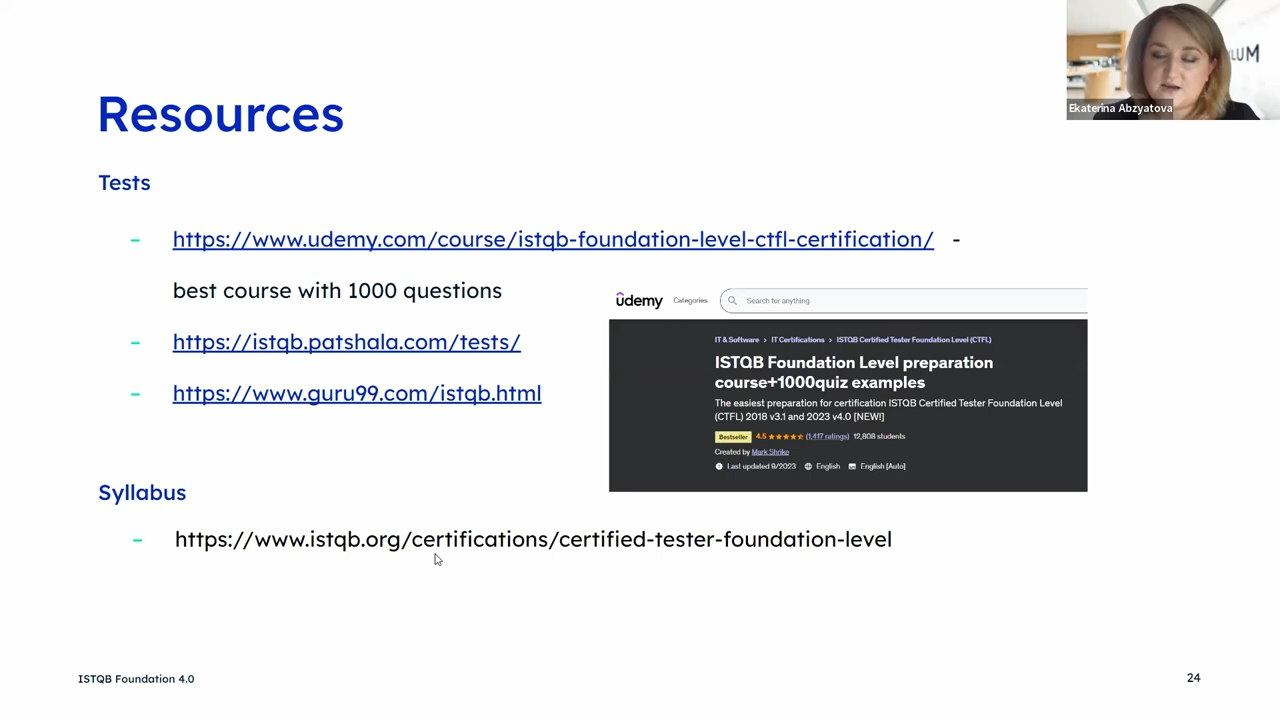 LUM
Ekaterina Abzyatova
Resources
Tests
– https://www.udemy.com/course/istqb-foundation-level-ctfl-certification/ -
best course with 1000 questions
– https://istqb.patshala.com/tests/
– https://www.guru99.com/istqb.html
udemy Categories Search for anything
IT & Software > IT Certifications > ISTQB Certified Tester Foundation Level (CTFL)
ISTQB Foundation Level preparation
course+1000quiz examples
The easiest preparation for certification ISTQB Certified Tester Foundation Level
(CTFL) 2018 v3.1 and 2023 v4.0 [NEW!]
Bestseller 4.5 (1,417 ratings) 12,808 students
Created by Mark Shrike
Last updated 9/2023 English English [Auto]
Syllabus
– https://www.istqb.org/certifications/certified-tester-foundation-level
ISTQB Foundation 4.0
24